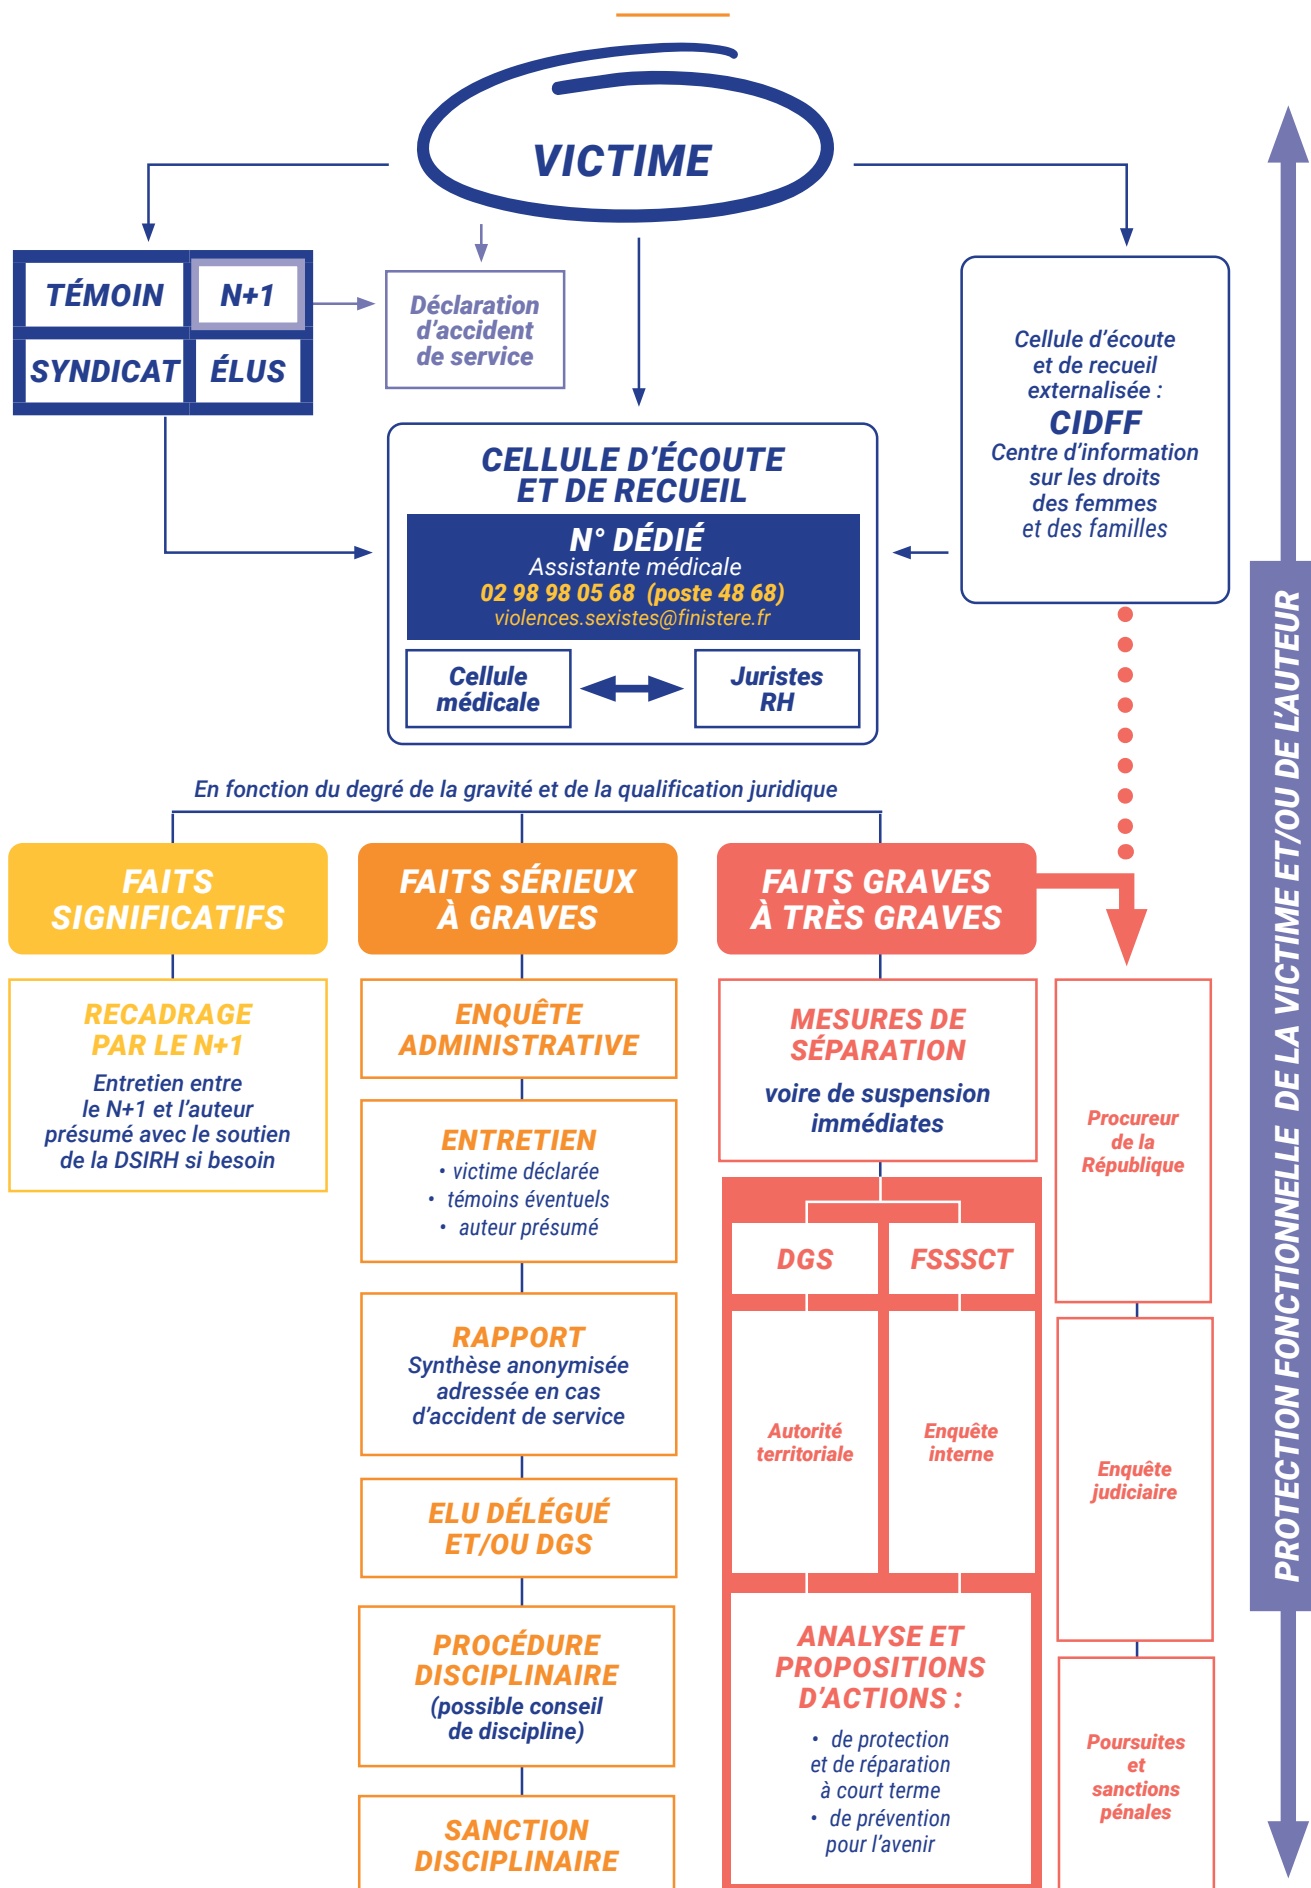 VICTIME
TÉMOIN
N+1
SYNDICAT
ÉLUS
Déclaration
d'accident
de service
Cellule d'écoute
et de recueil
externalisée :
CIDFF
Centre d'information
sur les droits
des femmes
et des familles
CELLULE D'ÉCOUTE
ET DE RECUEIL
N° DÉDIÉ
Assistante médicale
02 98 98 05 68 (poste 48 68)
violences.sexistes@finistere.fr
Cellule
médicale
Juristes
RH
En fonction du degré de la gravité et de la qualification juridique
FAITS
SIGNIFICATIFS
RECADRAGE
PAR LE N+1
Entretien entre
le N+1 et l'auteur
présumé avec le soutien
de la DSIRH si besoin
FAITS SÉRIEUX
À GRAVES
ENQUÊTE
ADMINISTRATIVE
ENTRETIEN
• victime déclarée
• témoins éventuels
• auteur présumé
RAPPORT
Synthèse anonymisée
adressée en cas
d'accident de service
ELU DÉLÉGUÉ
ET/OU DGS
PROCÉDURE
DISCIPLINAIRE
(possible conseil
de discipline)
SANCTION
DISCIPLINAIRE
FAITS GRAVES
À TRÈS GRAVES
MESURES DE
SÉPARATION
voire de suspension
immédiates
DGS
FSSSCT
Autorité
territoriale
Enquête
interne
ANALYSE ET
PROPOSITIONS
D'ACTIONS :
• de protection
et de réparation
à court terme
• de prévention
pour l'avenir
Procureur
de la
République
Enquête
judiciaire
Poursuites
et
sanctions
pénales
PROTECTION FONCTIONNELLE DE LA VICTIME ET/OU DE L'AUTEUR